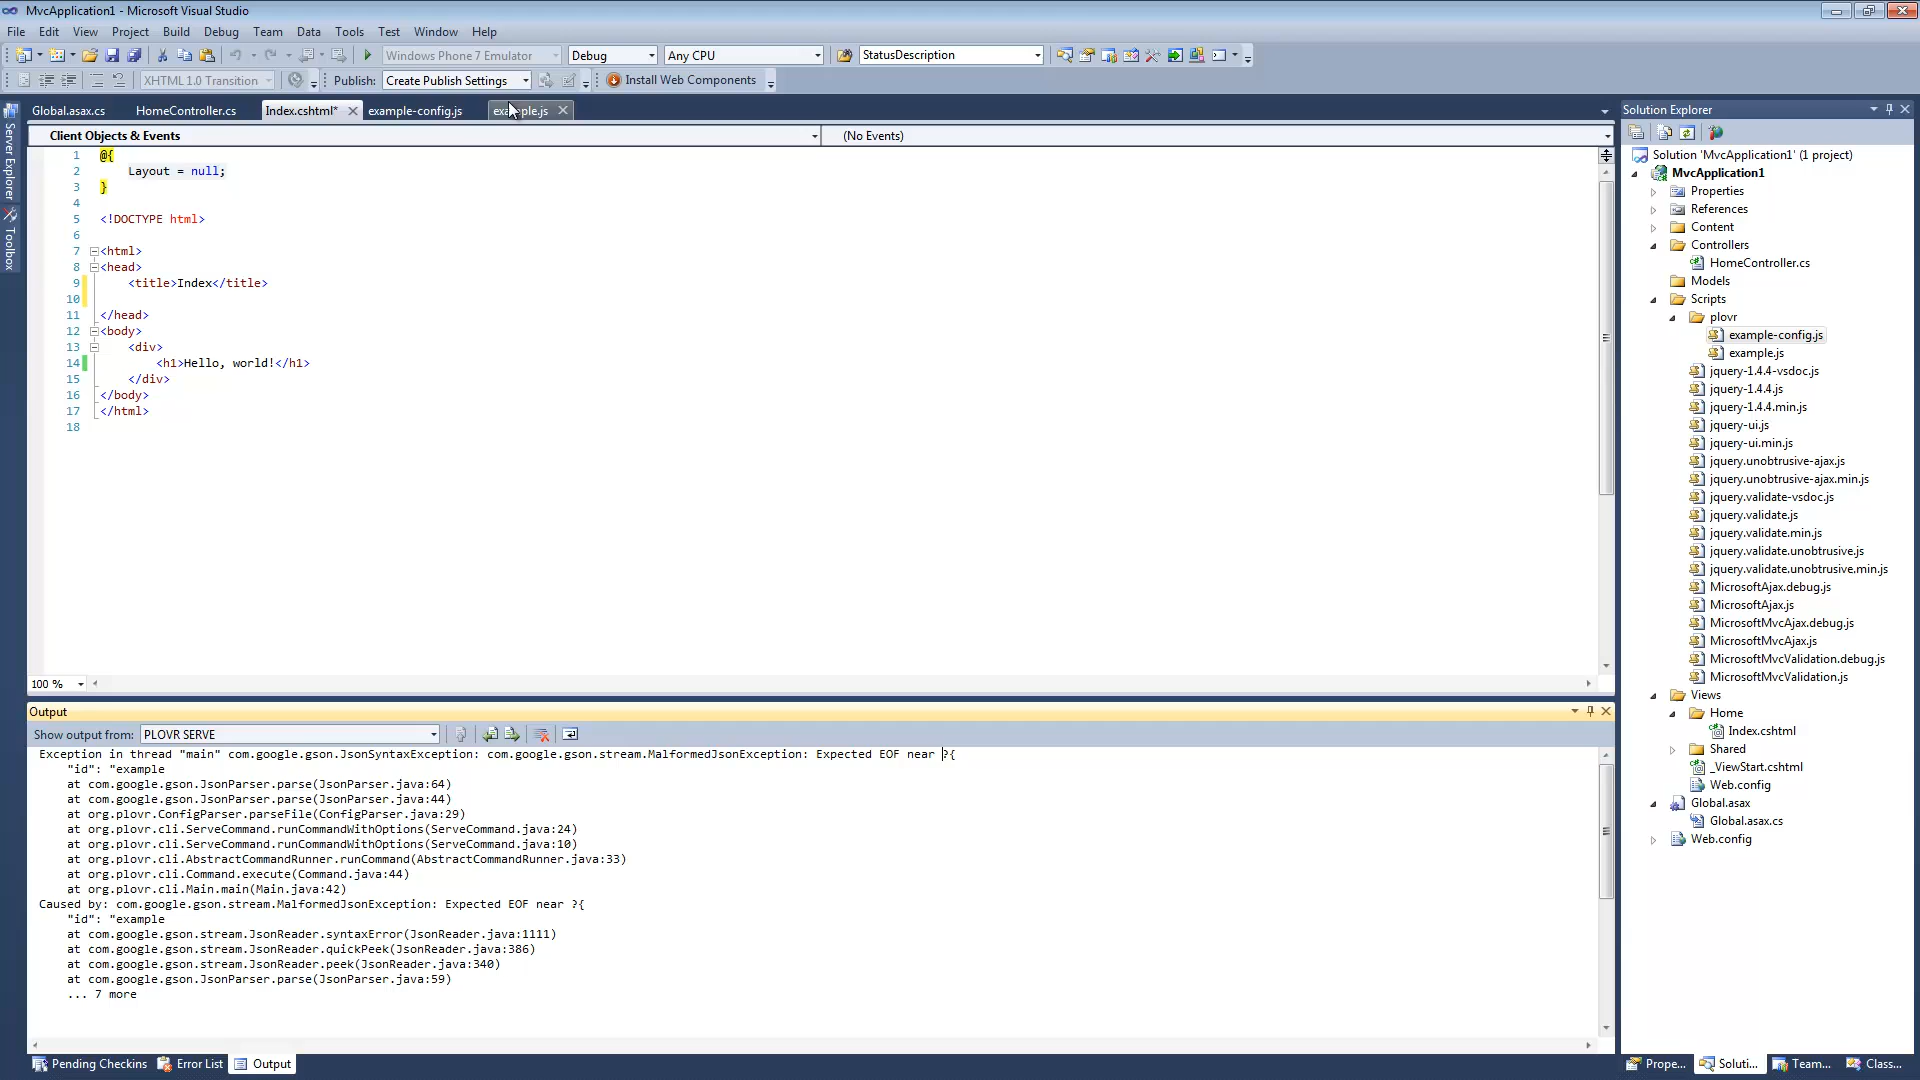 MvcApplication1 - Microsoft Visual Studio
File Edit View Project Build Debug Team Data Tools Test Window Help
Windows Phone 7 Emulator Debug Any CPU StatusDescription
XHTML 1.0 Transition Publish: Create Publish Settings Install Web Components
Global.asax.cs HomeController.cs Index.cshtml* example-config.js example.js
Client Objects & Events (No Events)
Server Explorer
Toolbox
1 @{
2 Layout = null;
3 }
4
5 <!DOCTYPE html>
6
7 <html>
8 <head>
9 <title>Index</title>
10
11 </head>
12 <body>
13 <div>
14 <h1>Hello, world!</h1>
15 </div>
16 </body>
17 </html>
18
100 %
Output
Show output from: PLOVR SERVE
Exception in thread "main" com.google.gson.JsonSyntaxException: com.google.gson.stream.MalformedJsonException: Expected EOF near ?{
"id": "example
at com.google.gson.JsonParser.parse(JsonParser.java:64)
at com.google.gson.JsonParser.parse(JsonParser.java:44)
at org.plovr.ConfigParser.parseFile(ConfigParser.java:29)
at org.plovr.cli.ServeCommand.runCommandWithOptions(ServeCommand.java:24)
at org.plovr.cli.ServeCommand.runCommandWithOptions(ServeCommand.java:10)
at org.plovr.cli.AbstractCommandRunner.runCommand(AbstractCommandRunner.java:33)
at org.plovr.cli.Command.execute(Command.java:44)
at org.plovr.cli.Main.main(Main.java:42)
Caused by: com.google.gson.stream.MalformedJsonException: Expected EOF near ?{
"id": "example
at com.google.gson.stream.JsonReader.syntaxError(JsonReader.java:1111)
at com.google.gson.stream.JsonReader.quickPeek(JsonReader.java:386)
at com.google.gson.stream.JsonReader.peek(JsonReader.java:340)
at com.google.gson.JsonParser.parse(JsonParser.java:59)
... 7 more
Pending Checkins Error List Output
Solution Explorer
Solution 'MvcApplication1' (1 project)
MvcApplication1
Properties
References
Content
Controllers
HomeController.cs
Models
Scripts
plovr
example-config.js
example.js
jquery-1.4.4-vsdoc.js
jquery-1.4.4.js
jquery-1.4.4.min.js
jquery-ui.js
jquery-ui.min.js
jquery.unobtrusive-ajax.js
jquery.unobtrusive-ajax.min.js
jquery.validate-vsdoc.js
jquery.validate.js
jquery.validate.min.js
jquery.validate.unobtrusive.js
jquery.validate.unobtrusive.min.js
MicrosoftAjax.debug.js
MicrosoftAjax.js
MicrosoftMvcAjax.debug.js
MicrosoftMvcAjax.js
MicrosoftMvcValidation.debug.js
MicrosoftMvcValidation.js
Views
Home
Index.cshtml
Shared
_ViewStart.cshtml
Web.config
Global.asax
Global.asax.cs
Web.config
Prope... Soluti... Team... Class...